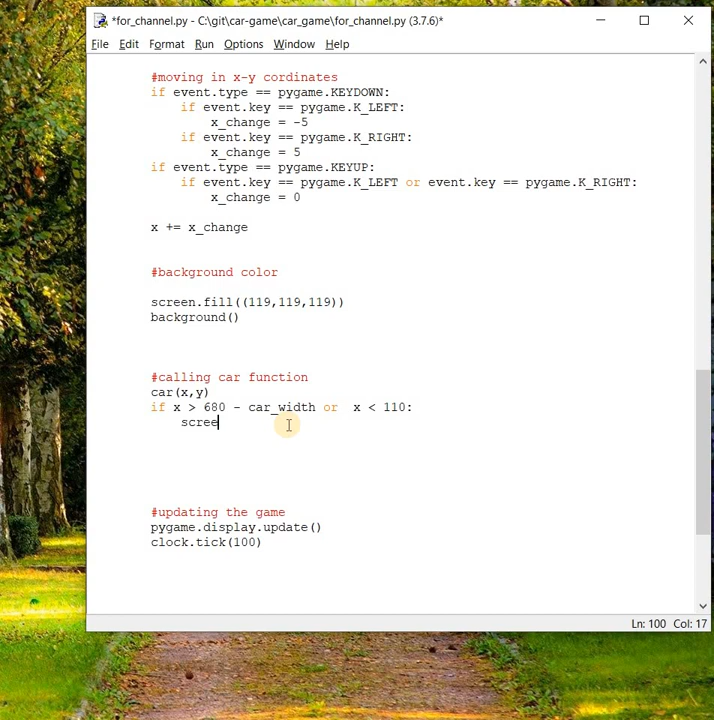 *for_channel.py - C:\git\car-game\car_game\for_channel.py (3.7.6)*
File Edit Format Run Options Window Help
#moving in x-y cordinates
if event.type == pygame.KEYDOWN:
    if event.key == pygame.K_LEFT:
        x_change = -5
    if event.key == pygame.K_RIGHT:
        x_change = 5
if event.type == pygame.KEYUP:
    if event.key == pygame.K_LEFT or event.key == pygame.K_RIGHT:
        x_change = 0
x += x_change
#background color
screen.fill((119,119,119))
background()
#calling car function
car(x,y)
if x > 680 - car_width or  x < 110:
    scree
#updating the game
pygame.display.update()
clock.tick(100)
Ln: 100 Col: 17